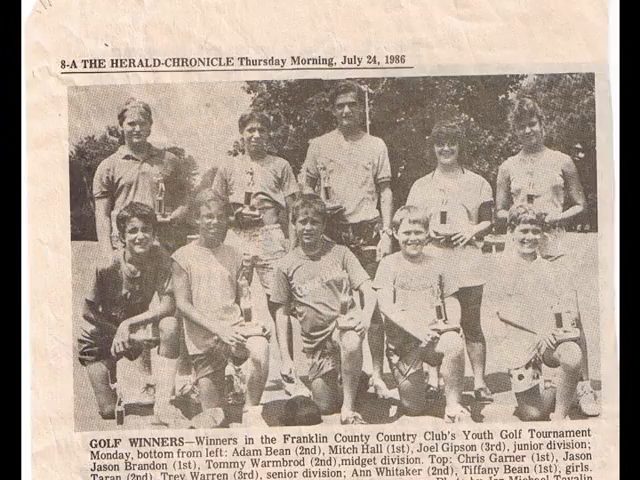 8-A THE HERALD-CHRONICLE Thursday Morning, July 24, 1986
GOLF WINNERS—Winners in the Franklin County Country Club's Youth Golf Tournament
Monday, bottom from left: Adam Bean (2nd), Mitch Hall (1st), Joel Gipson (3rd), junior division;
Jason Brandon (1st), Tommy Warmbrod (2nd),midget division. Top: Chris Garner (1st), Jason
Taran (2nd), Trey Warren (3rd), senior division; Ann Whitaker (2nd), Tiffany Bean (1st), girls.